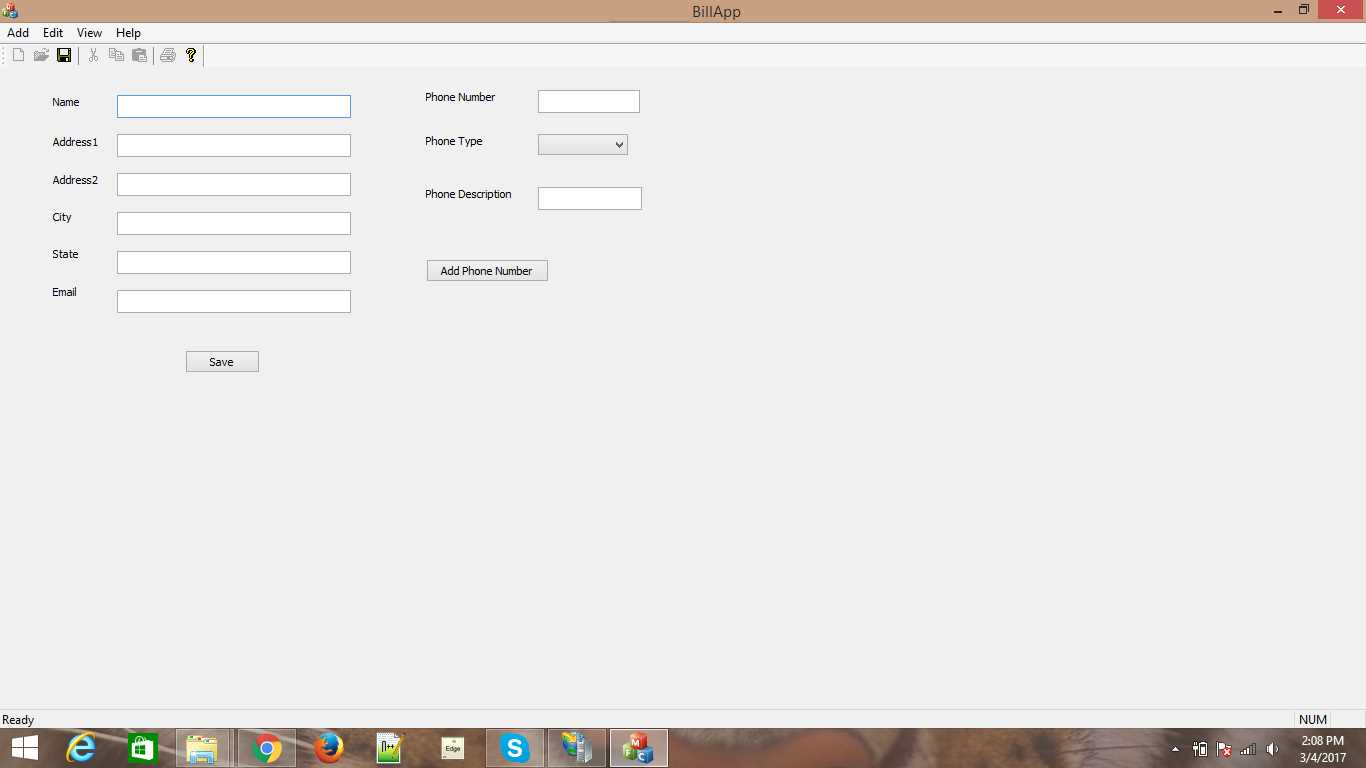 BillApp
Add Edit View Help
Name
Address1
Address2
City
State
Email
Save
Phone Number
Phone Type
Phone Description
Add Phone Number
Ready
NUM
Edge
2:08 PM
3/4/2017